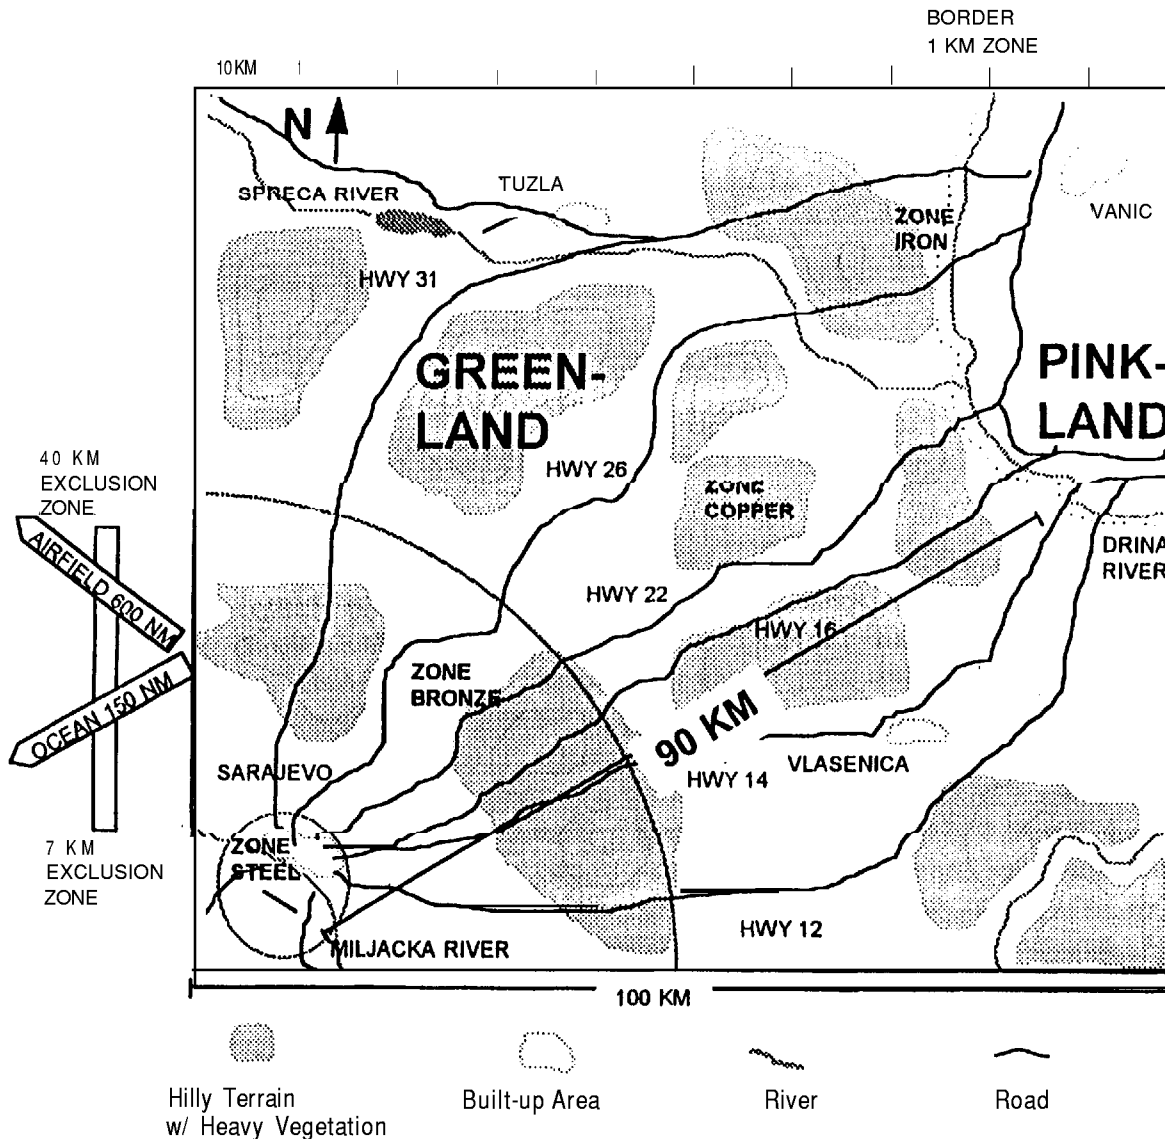 BORDER
1 KM ZONE
10 KM 1
N
SPRECA RIVER
TUZLA
VANIC
ZONE
IRON
HWY 31
GREEN-
LAND
PINK-
LAND
40 KM
EXCLUSION
ZONE
HWY 26
ZONE
COPPER
AIRFIELD 600 NM
DRINA
RIVER
HWY 22
HWY 16
ZONE
BRONZE
OCEAN 150 NM
90 KM
SARAJEVO
HWY 14
VLASENICA
7 KM
EXCLUSION
ZONE
ZONE
STEEL
MILJACKA RIVER
HWY 12
100 KM
Hilly Terrain
w/ Heavy Vegetation
Built-up Area
River
Road